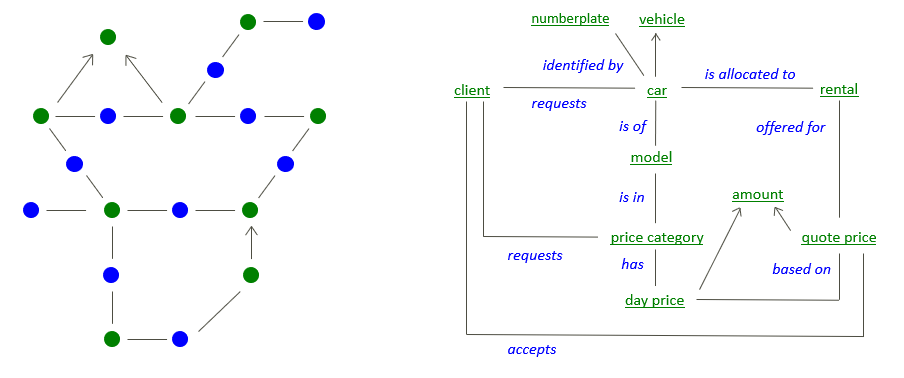 numberplate vehicle
identified by
is allocated to
client car rental
requests
is of
offered for
model
is in
amount
price category quote price
requests
has
based on
day price
accepts